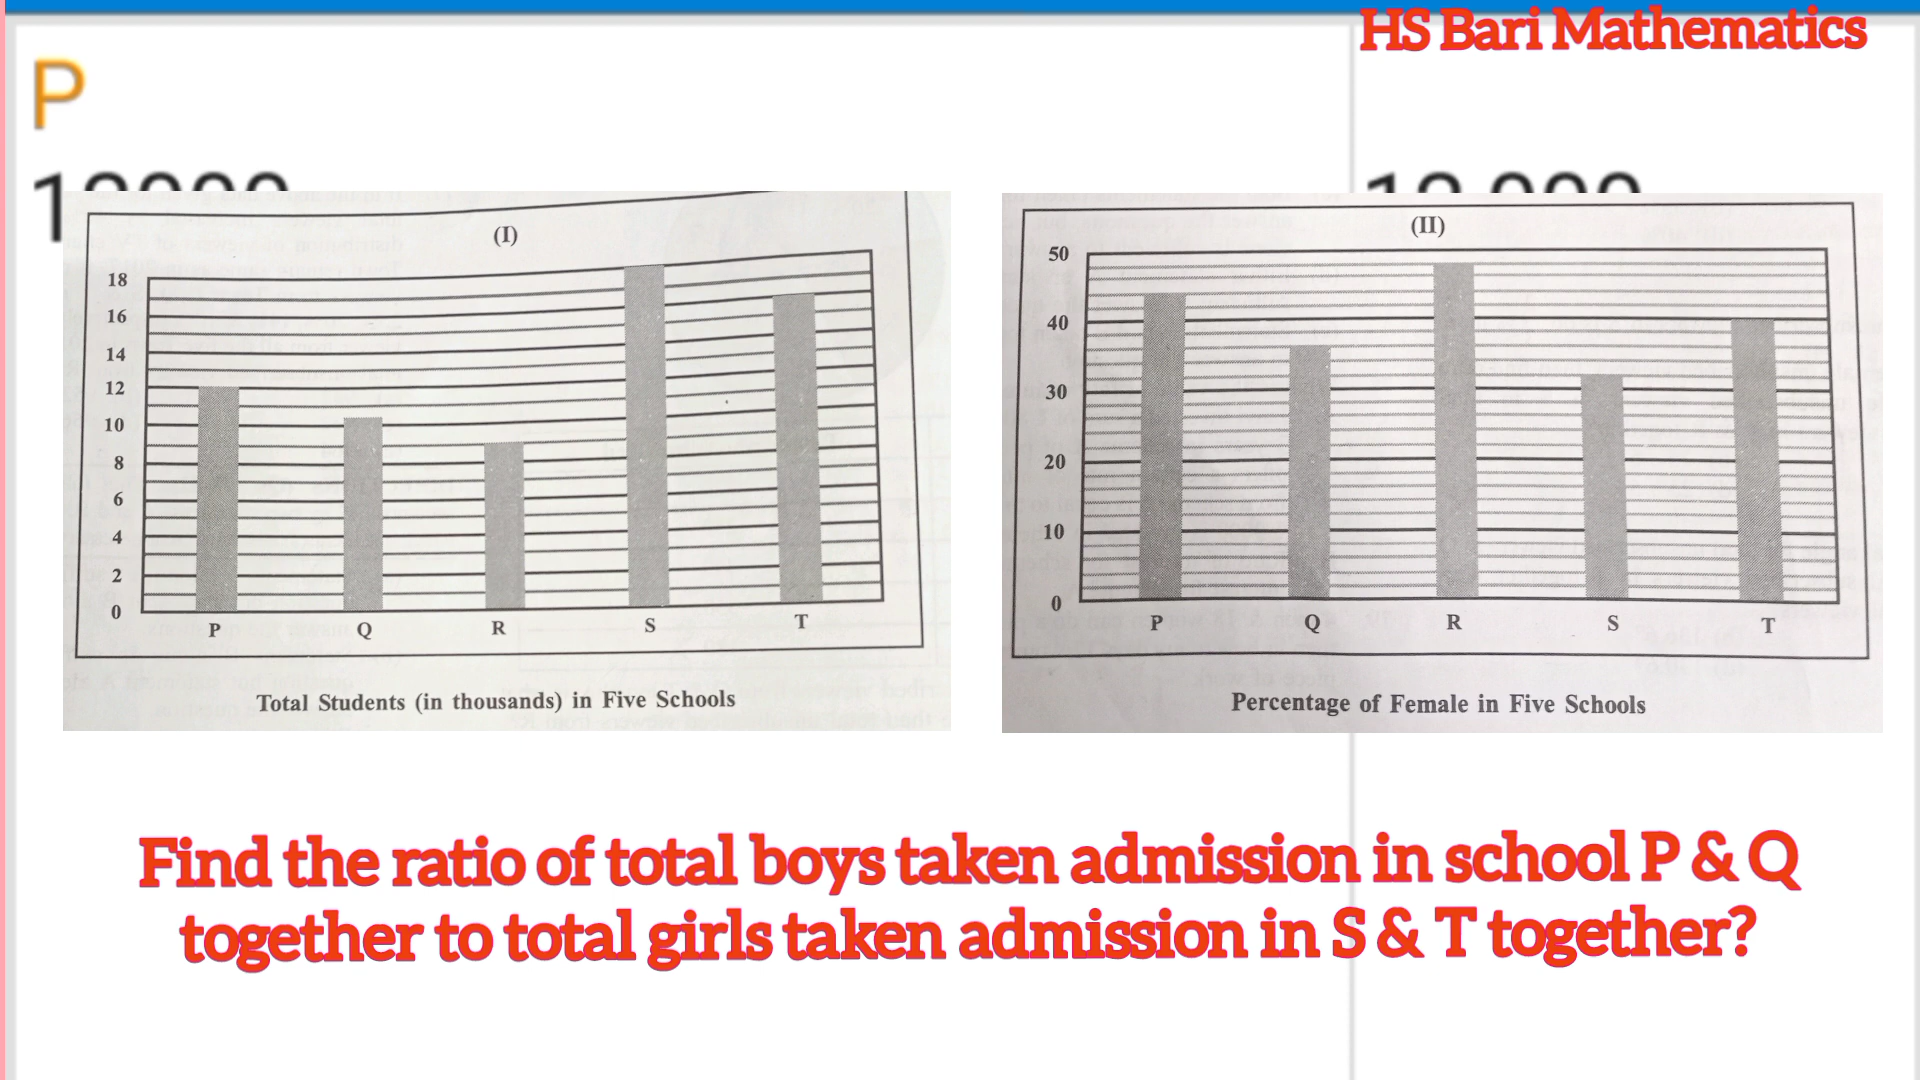 HS Bari Mathematics
P
(I)
18
16
14
12
10
8
6
4
2
0
P Q R S T
Total Students (in thousands) in Five Schools
(II)
50
40
30
20
10
0
P Q R S T
Percentage of Female in Five Schools
Find the ratio of total boys taken admission in school P & Q
together to total girls taken admission in S & T together?